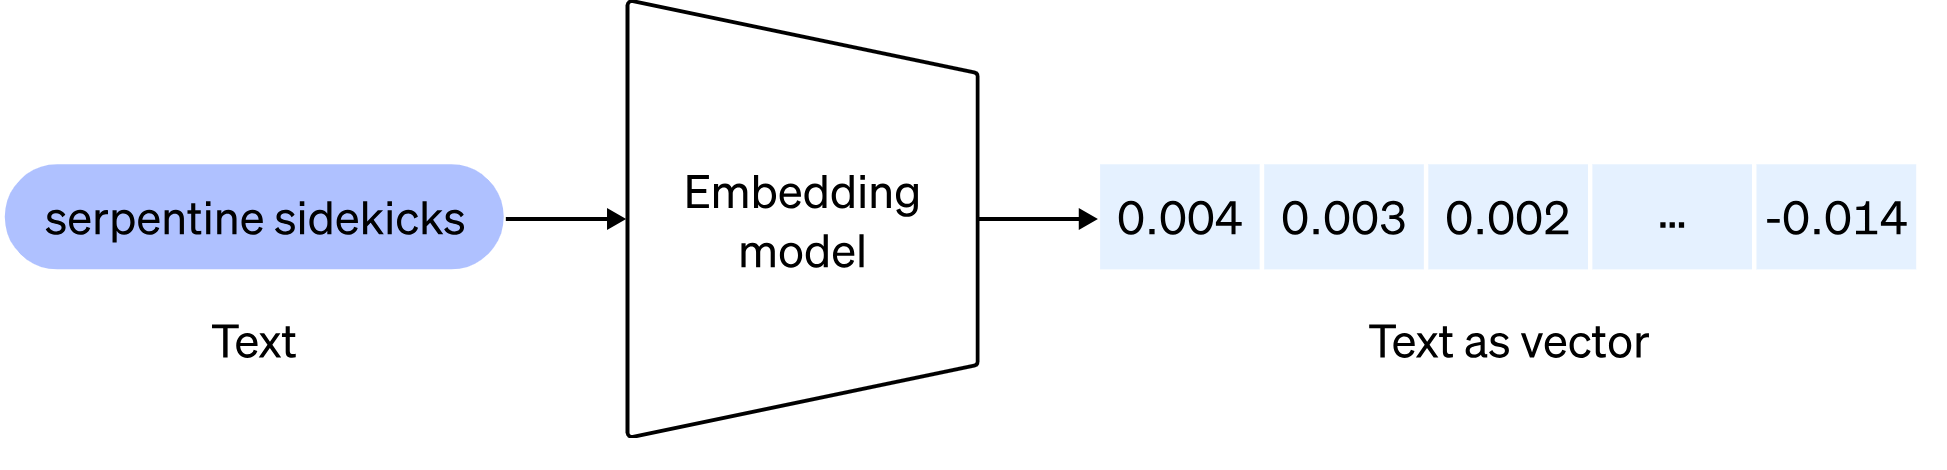 serpentine sidekicks
Text
Embedding
model
0.004 0.003 0.002 ... -0.014
Text as vector